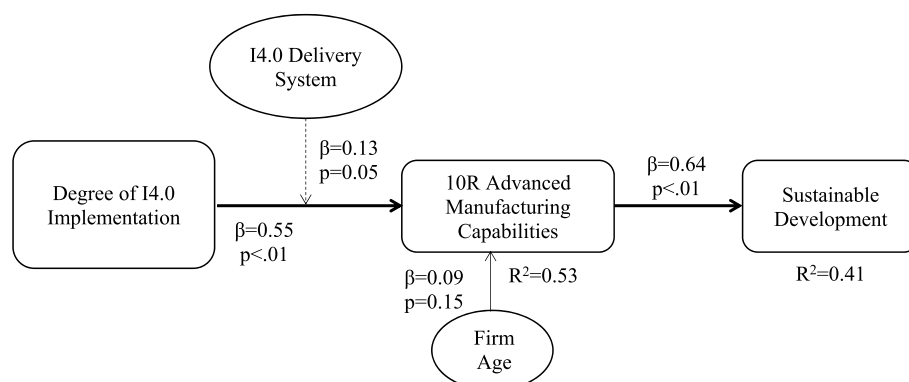 I4.0 Delivery
System
β=0.13
p=0.05
Degree of I4.0
Implementation
β=0.55
p<.01
10R Advanced
Manufacturing
Capabilities
β=0.64
p<.01
Sustainable
Development
β=0.09
p=0.15
R²=0.53
R²=0.41
Firm
Age